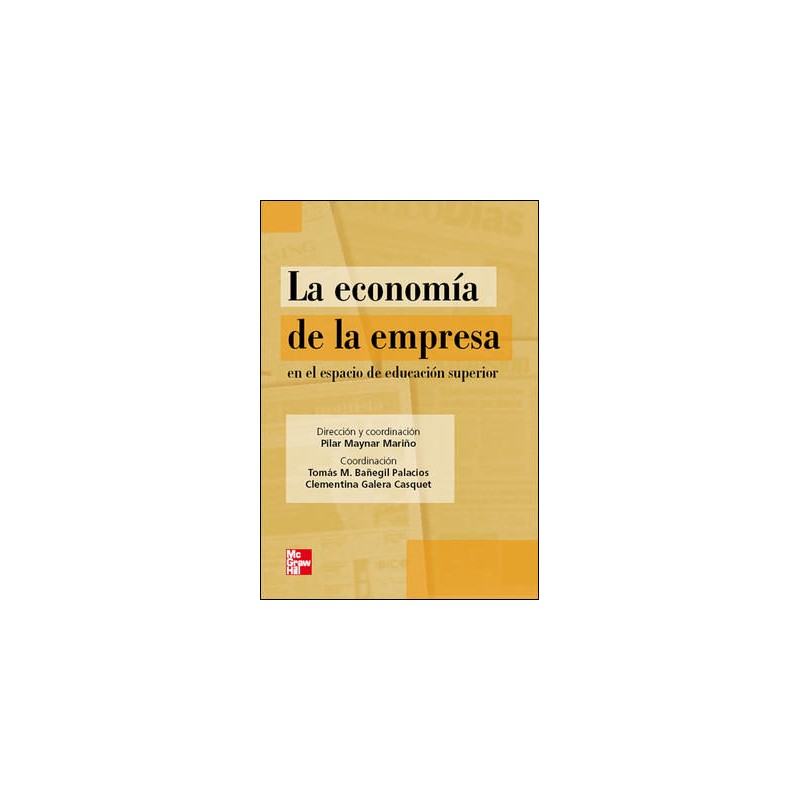 La economía
de la empresa
en el espacio de educación superior
Dirección y coordinación
Pilar Maynar Mariño
Coordinación
Tomás M. Bañegil Palacios
Clementina Galera Casquet
Mc
Graw
Hill